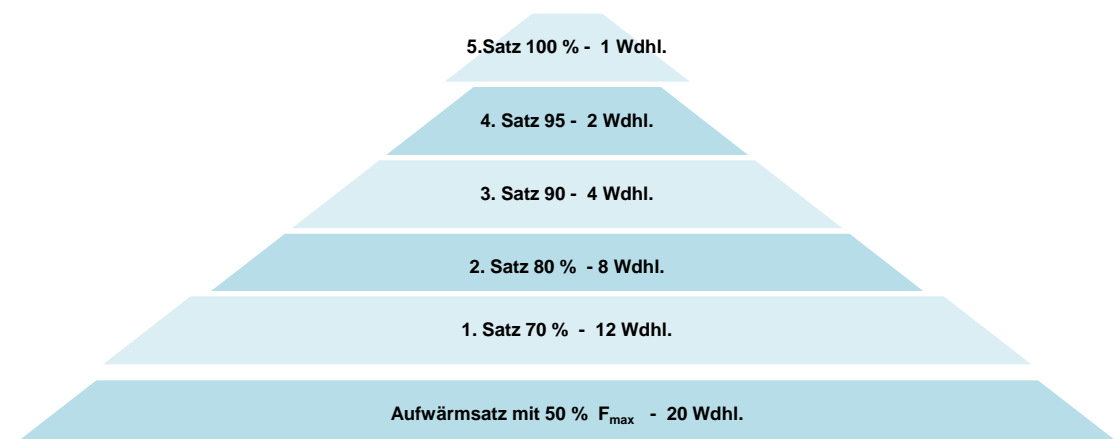 5.Satz 100 % - 1 Wdhl.
4. Satz 95 - 2 Wdhl.
3. Satz 90 - 4 Wdhl.
2. Satz 80 % - 8 Wdhl.
1. Satz 70 % - 12 Wdhl.
Aufwärmsatz mit 50 % Fmax - 20 Wdhl.